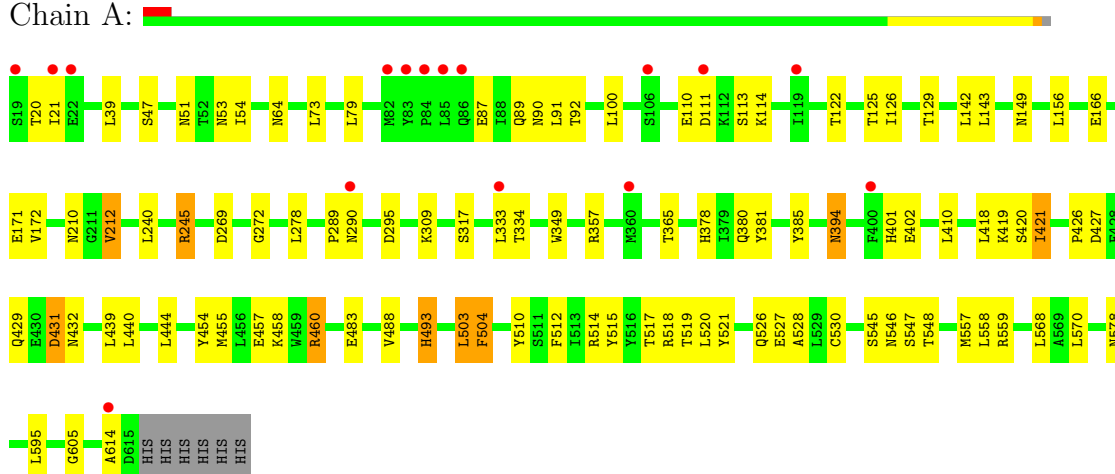 Chain A:
S19 T20 I21 E22 L39 S47 N51 T52 N53 I54 N64 L73 L79 M82 Y83 P84 L85 Q86 E87 I88 Q89 N90 L91 T92 L100 S106 E110 D111 K112 S113 K114 I119 T122 T125 I126 T129 L142 L143 N149 L156 E166
E171 V172 N210 G211 V212 L240 R245 D269 G272 L278 P289 N290 D295 K309 S317 L333 T334 W349 R357 M360 T365 H378 I379 Q380 Y381 Y385 N394 F400 H401 E402 L410 L418 K419 S420 I421 P426 D427
Q429 E430 D431 N432 L439 L440 L444 Y454 M455 L456 E457 K458 W459 R460 E483 V488 H493 L503 F504 Y510 S511 F512 I513 R514 Y515 Y516 T517 R518 T519 L520 Y521 Q526 E527 A528 L529 C530 S545 N546 S547 T548 M557 L558 R559 L568 A569 L570 N578
L595 G605 A614 D615 HIS HIS HIS HIS HIS HIS